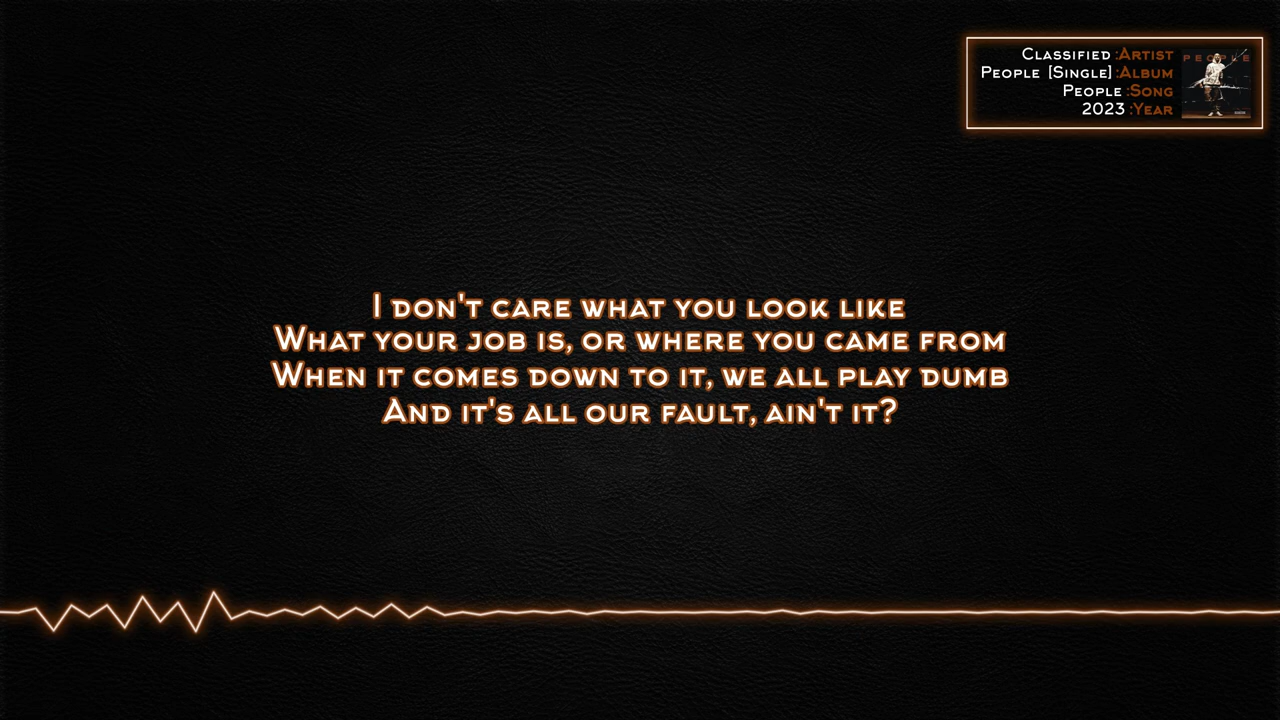 Classified :Artist
People [Single] :Album
People :Song
2023 :Year
PEOPLE
I don't care what you look like
What your job is, or where you came from
When it comes down to it, we all play dumb
And it's all our fault, ain't it?